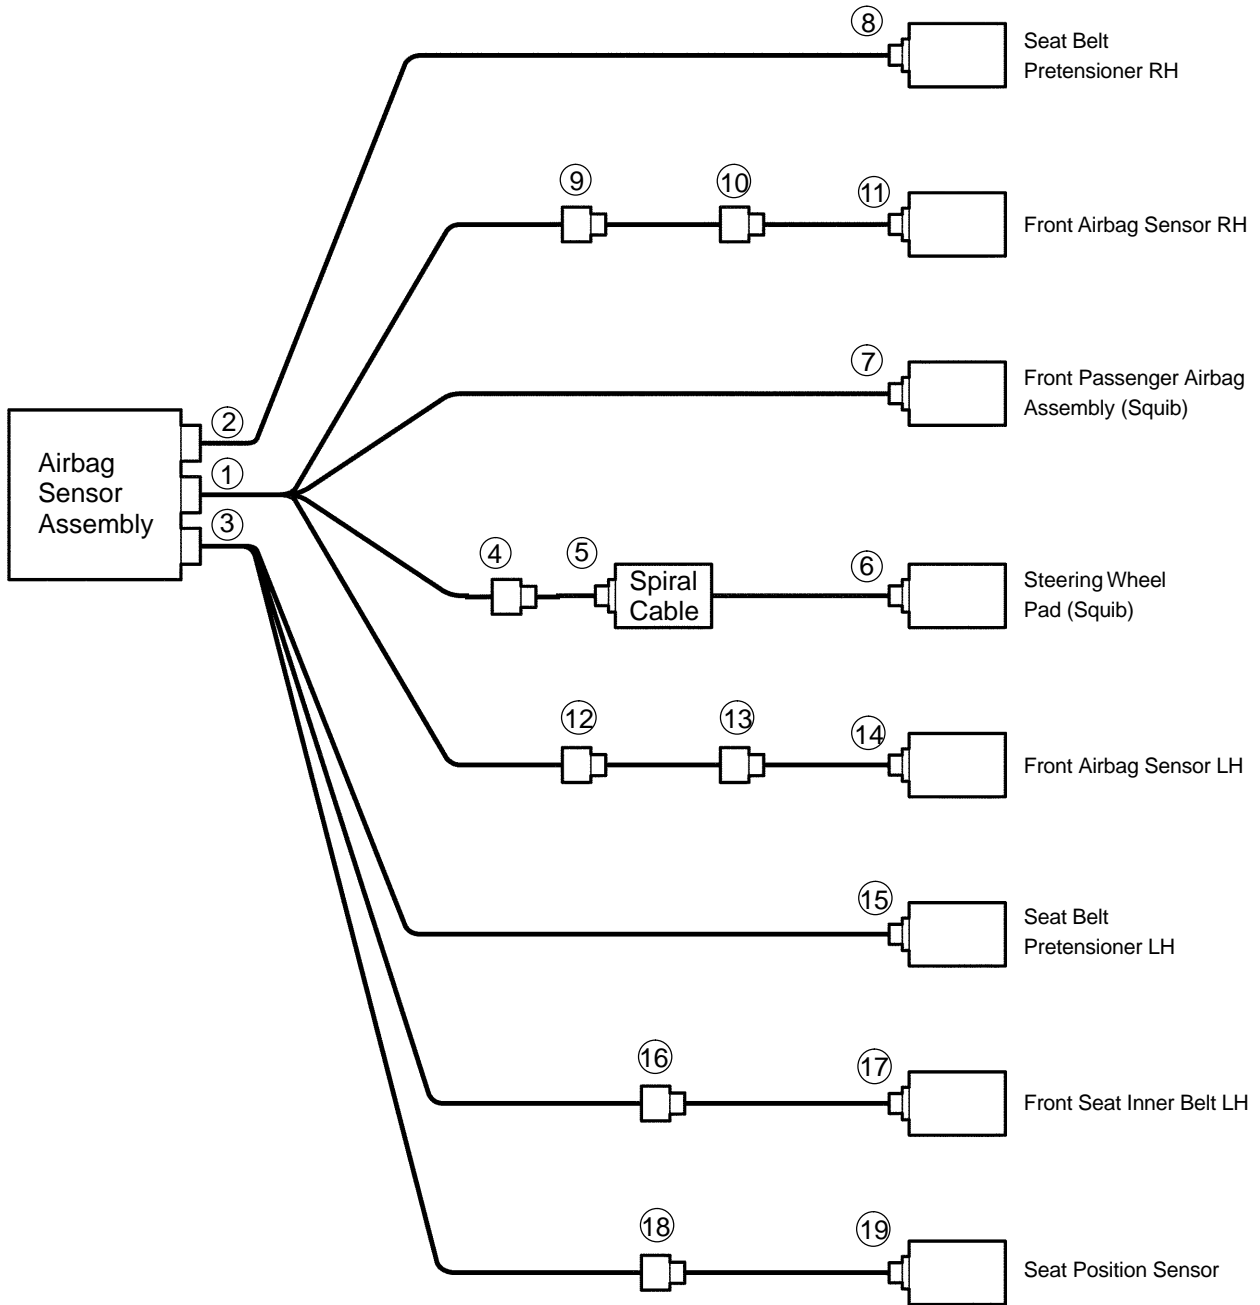 8
Seat Belt
Pretensioner RH
9
10
11
Front Airbag Sensor RH
7
Front Passenger Airbag
Assembly (Squib)
2
1
3
Airbag
Sensor
Assembly
4
5
Spiral
Cable
6
Steering Wheel
Pad (Squib)
12
13
14
Front Airbag Sensor LH
15
Seat Belt
Pretensioner LH
16
17
Front Seat Inner Belt LH
18
19
Seat Position Sensor